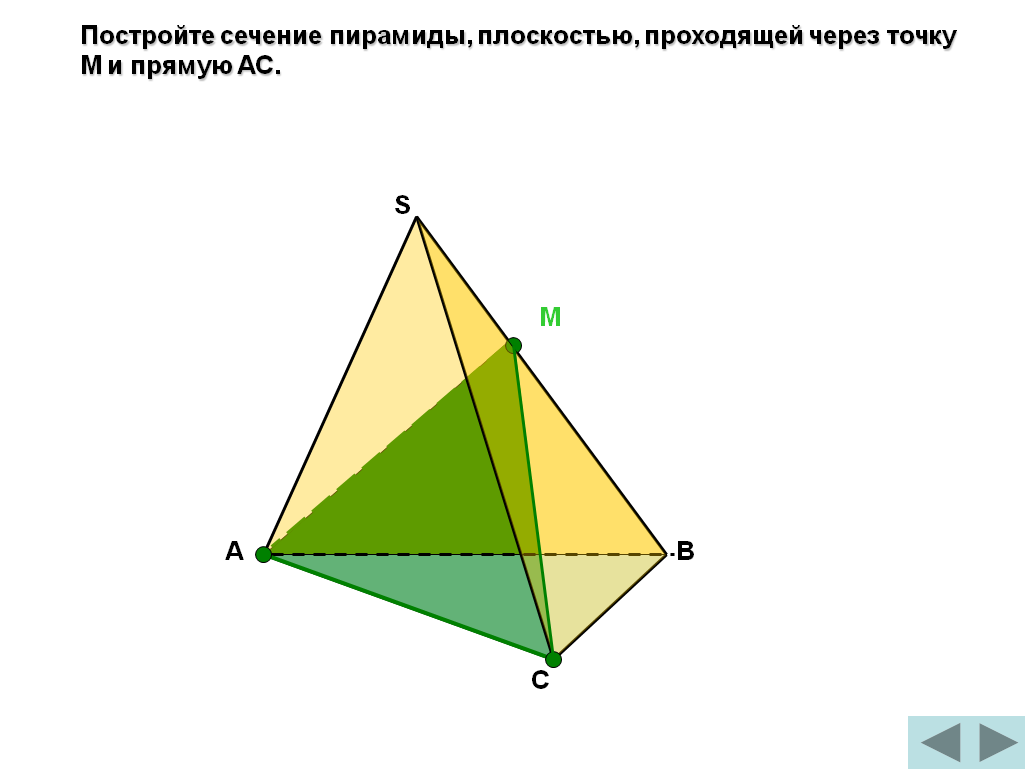 Постройте сечение пирамиды, плоскостью, проходящей через точку
М и прямую АС.
S
М
А
В
С